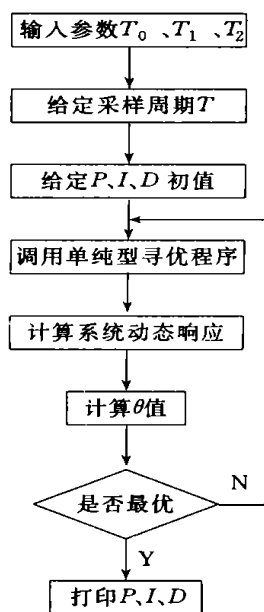 输入参数T₀、T₁、T₂
给定采样周期T
给定P、I、D初值
调用单纯型寻优程序
计算系统动态响应
计算θ值
是否最优
N
Y
打印P、I、D